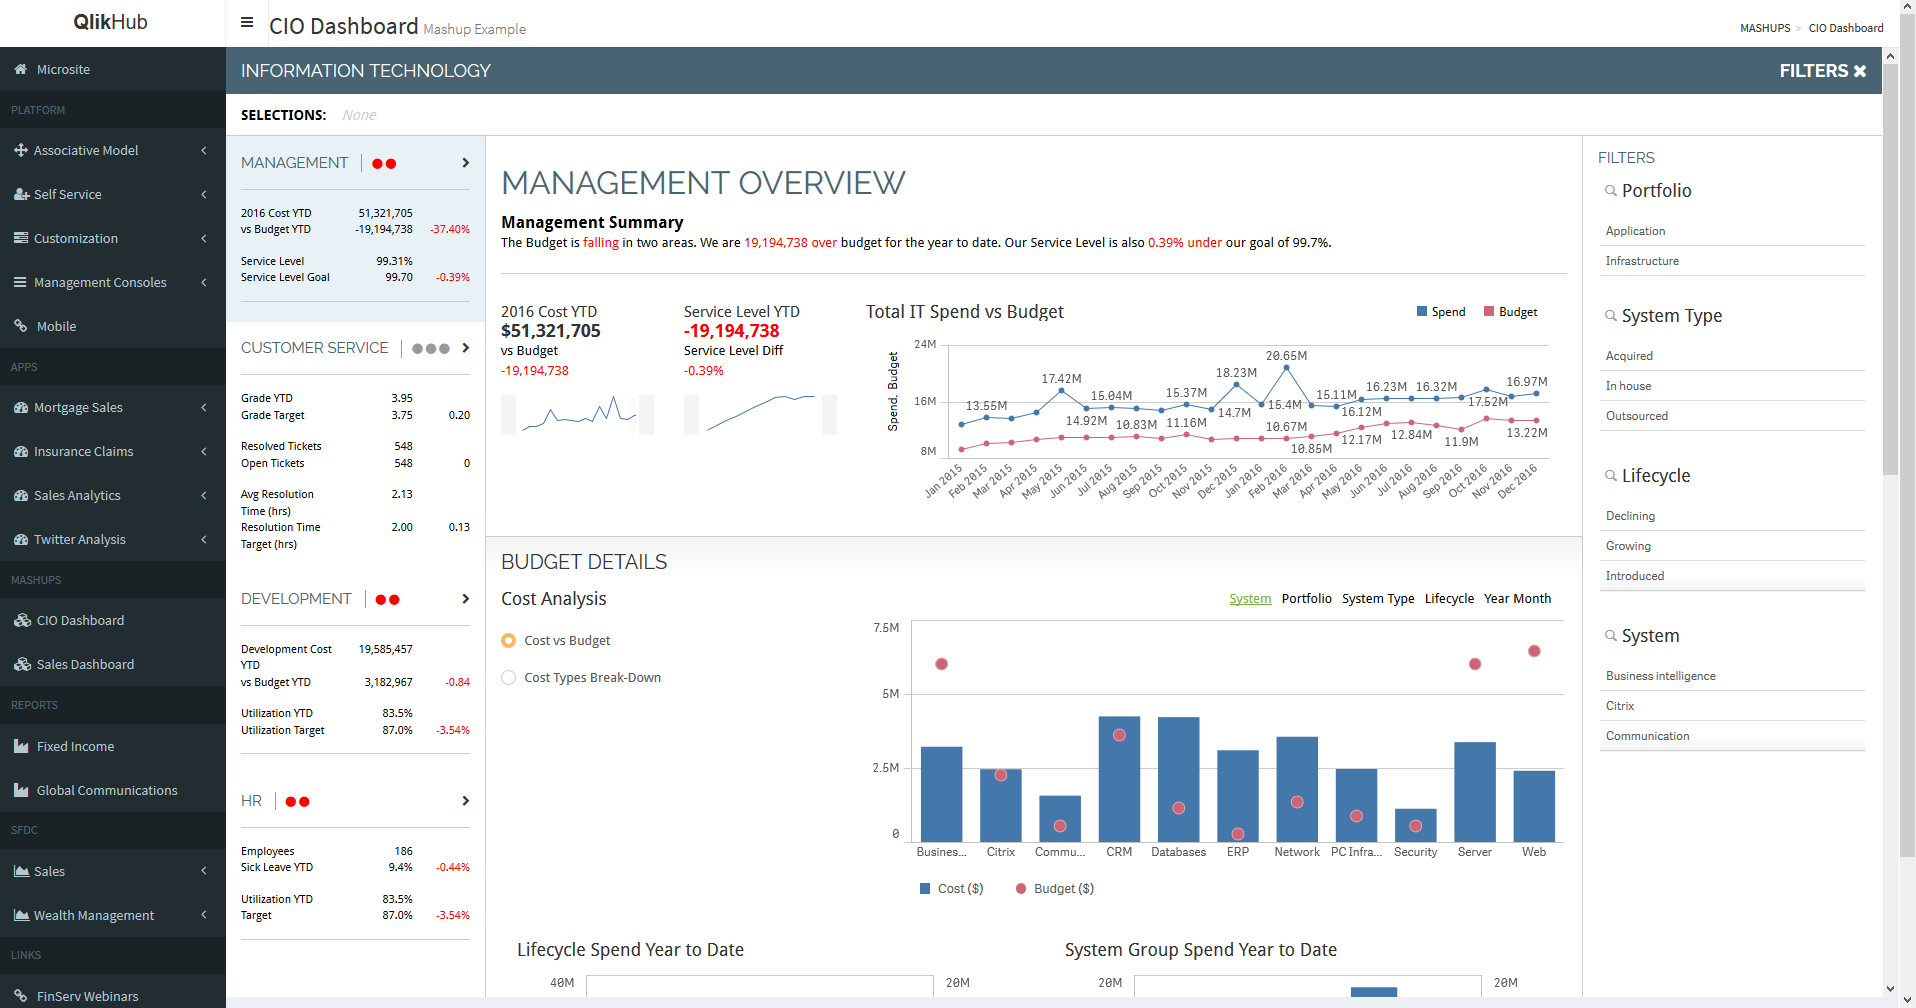 QlikHub
CIO Dashboard Mashup Example
MASHUPS > CIO Dashboard
Microsite
PLATFORM
Associative Model
Self Service
Customization
Management Consoles
Mobile
APPS
Mortgage Sales
Insurance Claims
Sales Analytics
Twitter Analysis
MASHUPS
CIO Dashboard
Sales Dashboard
REPORTS
Fixed Income
Global Communications
SFDC
Sales
Wealth Management
LINKS
FinServ Webinars
INFORMATION TECHNOLOGY
FILTERS
SELECTIONS: None
MANAGEMENT
2016 Cost YTD 51,321,705
vs Budget YTD -19,194,738 -37.40%
Service Level 99.31%
Service Level Goal 99.70 -0.39%
CUSTOMER SERVICE
Grade YTD 3.95
Grade Target 3.75 0.20
Resolved Tickets 548
Open Tickets 548 0
Avg Resolution 2.13
Time (hrs)
Resolution Time 2.00 0.13
Target (hrs)
DEVELOPMENT
Development Cost 19,585,457
YTD
vs Budget YTD 3,182,967 -0.84
Utilization YTD 83.5%
Utilization Target 87.0% -3.54%
HR
Employees 186
Sick Leave YTD 9.4% -0.44%
Utilization YTD 83.5%
Target 87.0% -3.54%
MANAGEMENT OVERVIEW
Management Summary
The Budget is falling in two areas. We are 19,194,738 over budget for the year to date. Our Service Level is also 0.39% under our goal of 99.7%.
2016 Cost YTD
$51,321,705
vs Budget
-19,194,738
Service Level YTD
-19,194,738
Service Level Diff
-0.39%
Total IT Spend vs Budget
Spend Budget
Spend, Budget
24M
16M
8M
13.55M 17.42M 15.04M 15.37M 18.23M 20.65M 15.11M 16.23M 16.32M 16.97M
14.92M 10.83M 11.16M 14.7M 15.4M 10.67M 10.85M 16.12M 12.17M 12.84M 11.9M 17.52M 13.22M
Jan 2015 Feb 2015 Mar 2015 Apr 2015 May 2015 Jun 2015 Jul 2015 Aug 2015 Sep 2015 Oct 2015 Nov 2015 Dec 2015 Jan 2016 Feb 2016 Mar 2016 Apr 2016 May 2016 Jun 2016 Jul 2016 Aug 2016 Sep 2016 Oct 2016 Nov 2016 Dec 2016
BUDGET DETAILS
Cost Analysis
System Portfolio System Type Lifecycle Year Month
Cost vs Budget
Cost Types Break-Down
7.5M
5M
2.5M
0
Busines... Citrix Commu... CRM Databases ERP Network PC Infra... Security Server Web
Cost ($) Budget ($)
Lifecycle Spend Year to Date
40M 20M
System Group Spend Year to Date
20M 20M
FILTERS
Portfolio
Application
Infrastructure
System Type
Acquired
In house
Outsourced
Lifecycle
Declining
Growing
Introduced
System
Business intelligence
Citrix
Communication